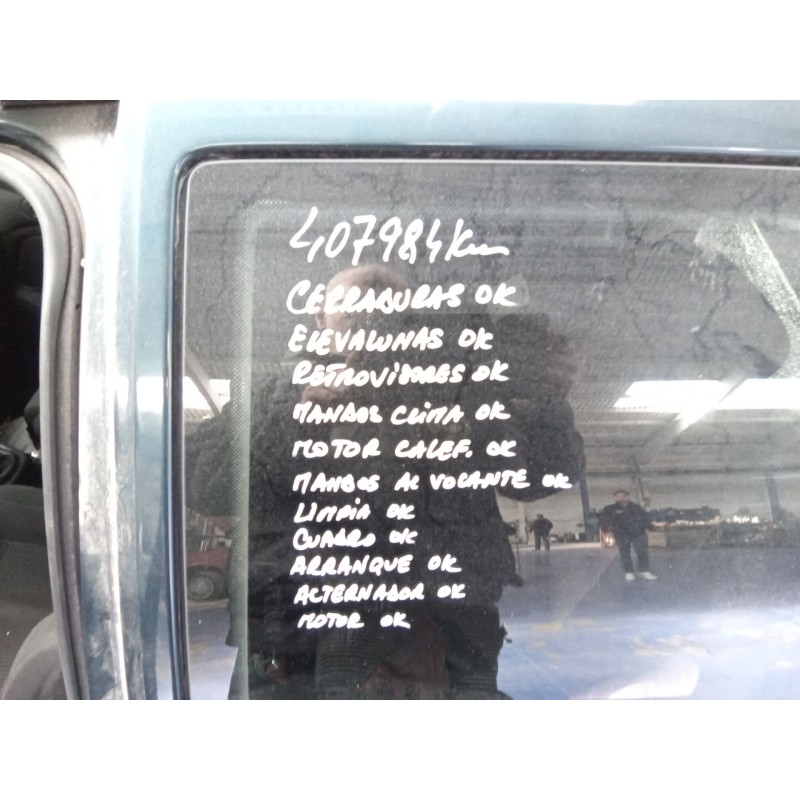 407984 Km
CERRADURAS OK
ELEVALUNAS OK
RETROVISORES OK
MANDOS CLIMA OK
MOTOR CALEF. OK
MANDOS AL VOLANTE OK
LIMPIA OK
CUADRO OK
ARRANQUE OK
ALTERNADOR OK
MOTOR OK